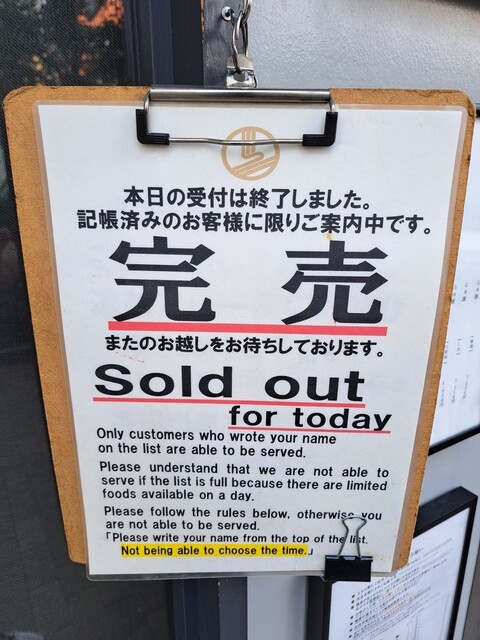 本日の受付は終了しました。
記帳済みのお客様に限りご案内中です。
完売
またのお越しをお待ちしております。
Sold out
for today
Only customers who wrote your name
on the list are able to be served.
Please understand that we are not able to
serve if the list is full because there are limited
foods available on a day.
Please follow the rules below, otherwise you
are not able to be served.
「Please write your name from the top of the list.
Not being able to choose the time.」